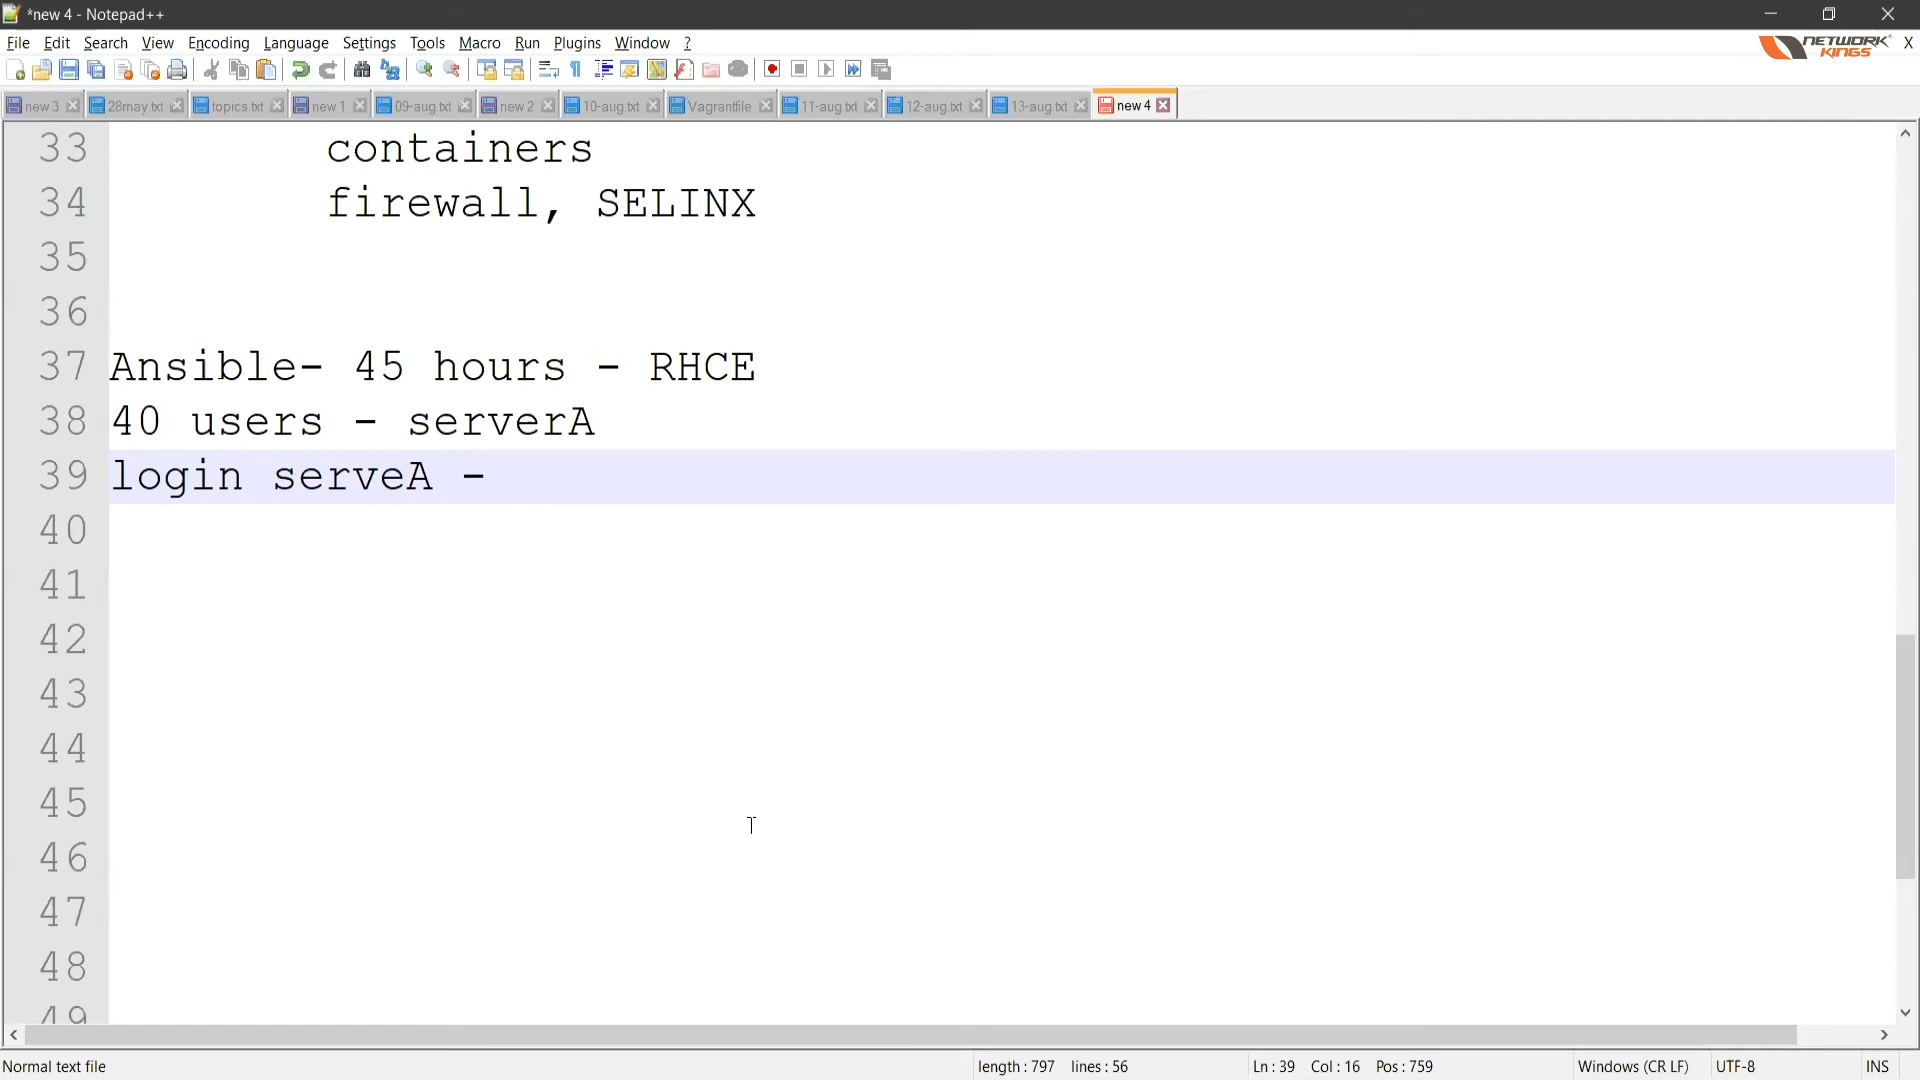 *new 4 - Notepad++
File Edit Search View Encoding Language Settings Tools Macro Run Plugins Window ?
X
NETWORK KINGS
new 3 28may.txt topics.txt new 1 09-aug.txt new 2 10-aug.txt Vagrantfile 11-aug.txt 12-aug.txt 13-aug.txt new 4
33 containers
34 firewall, SELINX
35
36
37 Ansible- 45 hours - RHCE
38 40 users - serverA
39 login serveA -
40
41
42
43
44
45
46
47
48
49
Normal text file length : 797 lines : 56 Ln : 39 Col : 16 Pos : 759 Windows (CR LF) UTF-8 INS